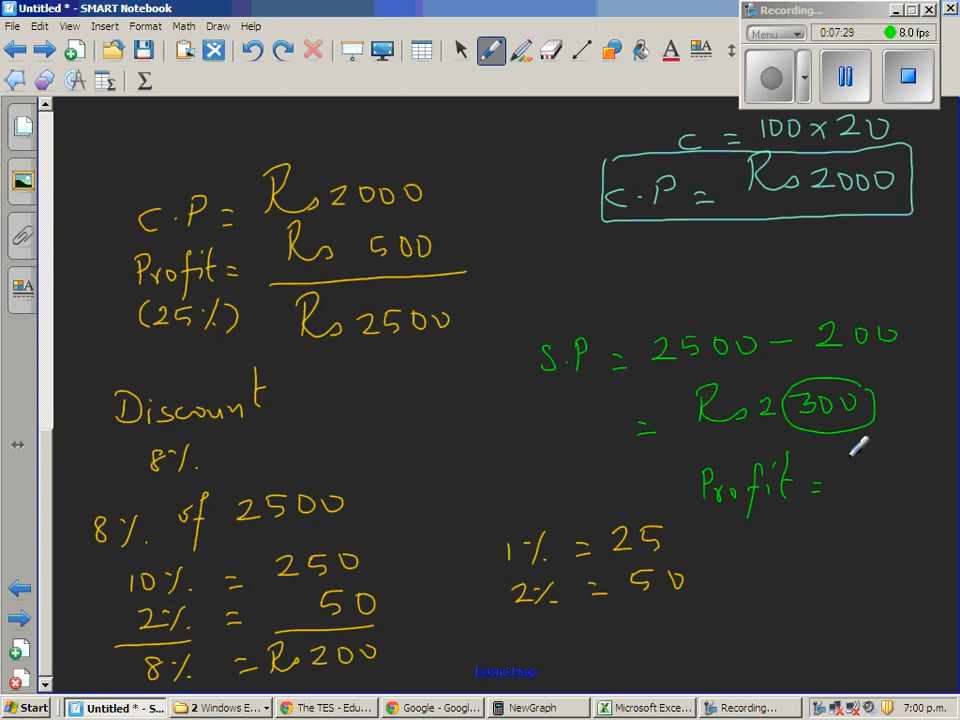 Untitled * - SMART Notebook
File Edit View Insert Format Math Draw Help
Recording...
Menu 0:07:29 8.0 fps
c = 100 x 20
C.P = Rs 2000
C.P = Rs 2000
Profit = Rs 500
(25%) Rs 2500
S.P = 2500 - 200
= Rs 2300
Profit =
Discount
8%.
8%. of 2500
10%. = 250
2%. = 50
8%. = Rs 200
1% = 25
2% = 50
Extend Page
Start Untitled * - S... 2 Windows E... The TES - Edu... Google - Googl... NewGraph Microsoft Exce... Recording... 7:00 p.m.